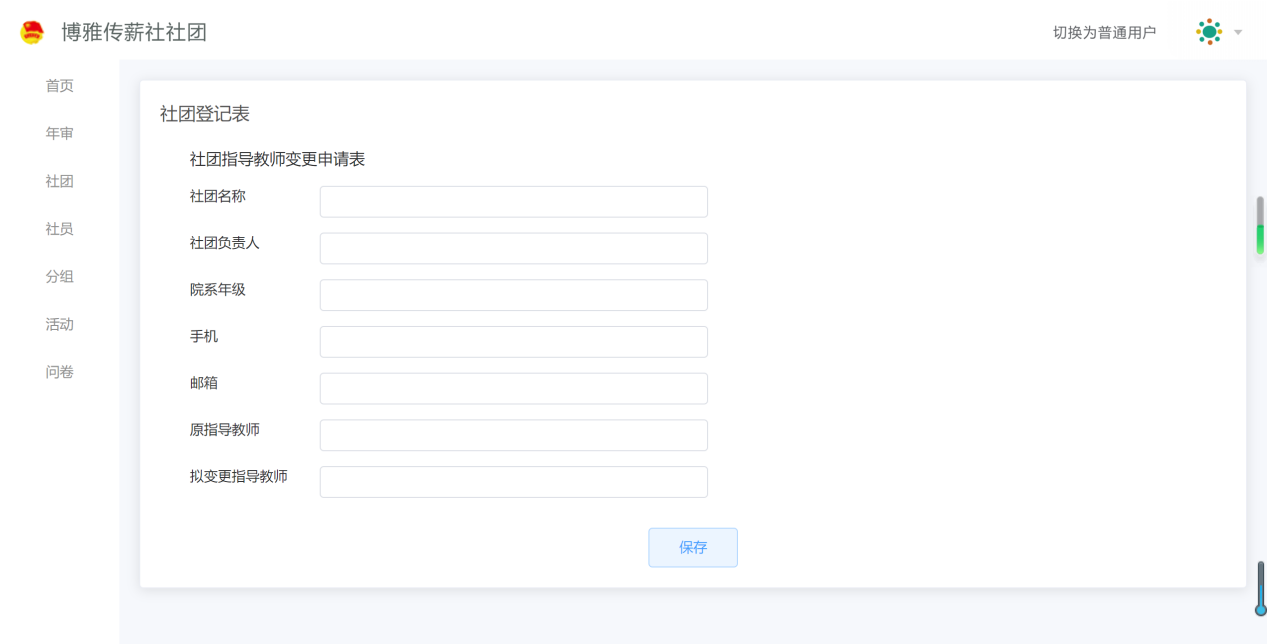 博雅传薪社社团
切换为普通用户
首页
年审
社团
社员
分组
活动
问卷
社团登记表
社团指导教师变更申请表
社团名称
社团负责人
院系年级
手机
邮箱
原指导教师
拟变更指导教师
保存